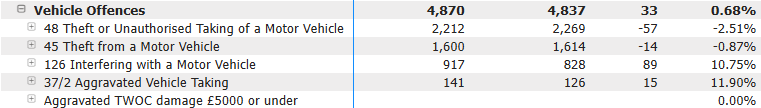 Vehicle Offences 4,870 4,837 33 0.68%
48 Theft or Unauthorised Taking of a Motor Vehicle 2,212 2,269 -57 -2.51%
45 Theft from a Motor Vehicle 1,600 1,614 -14 -0.87%
126 Interfering with a Motor Vehicle 917 828 89 10.75%
37/2 Aggravated Vehicle Taking 141 126 15 11.90%
Aggravated TWOC damage £5000 or under 0.00%